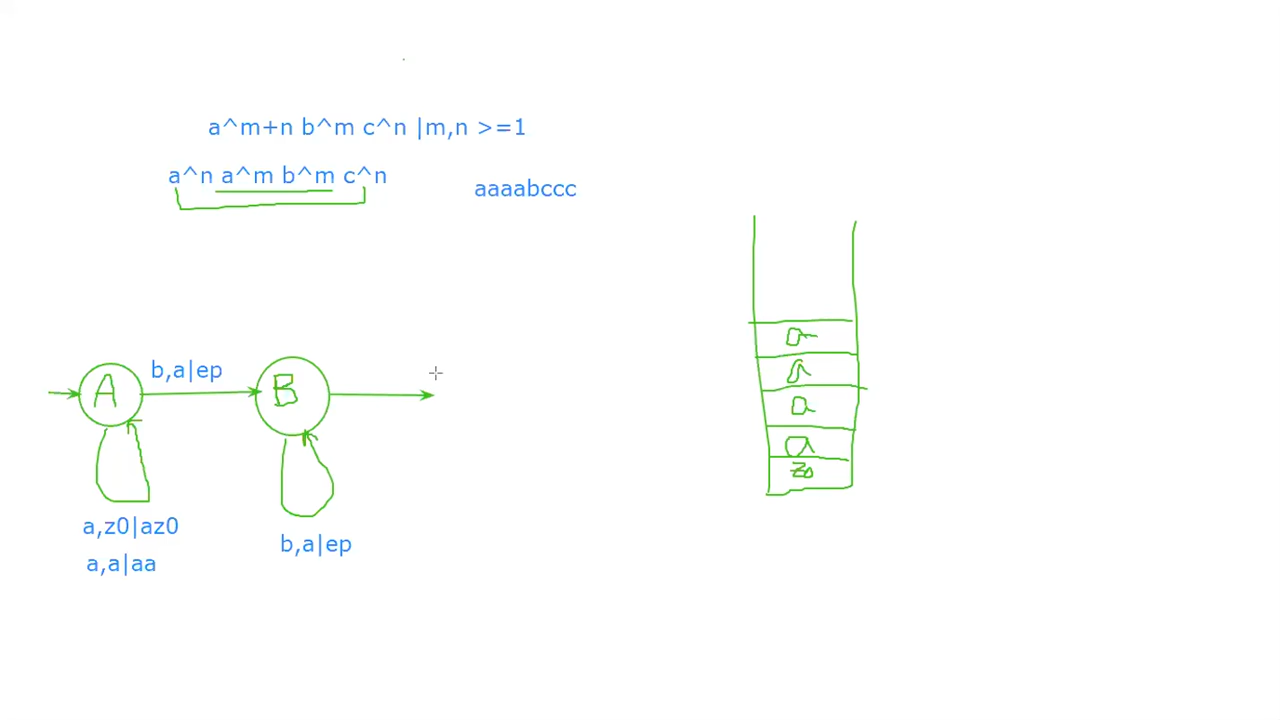 a^m+n b^m c^n |m,n >=1
a^n a^m b^m c^n
aaaabccc
a
a
a
a
z0
b,a|ep
A
B
a,z0|az0
a,a|aa
b,a|ep